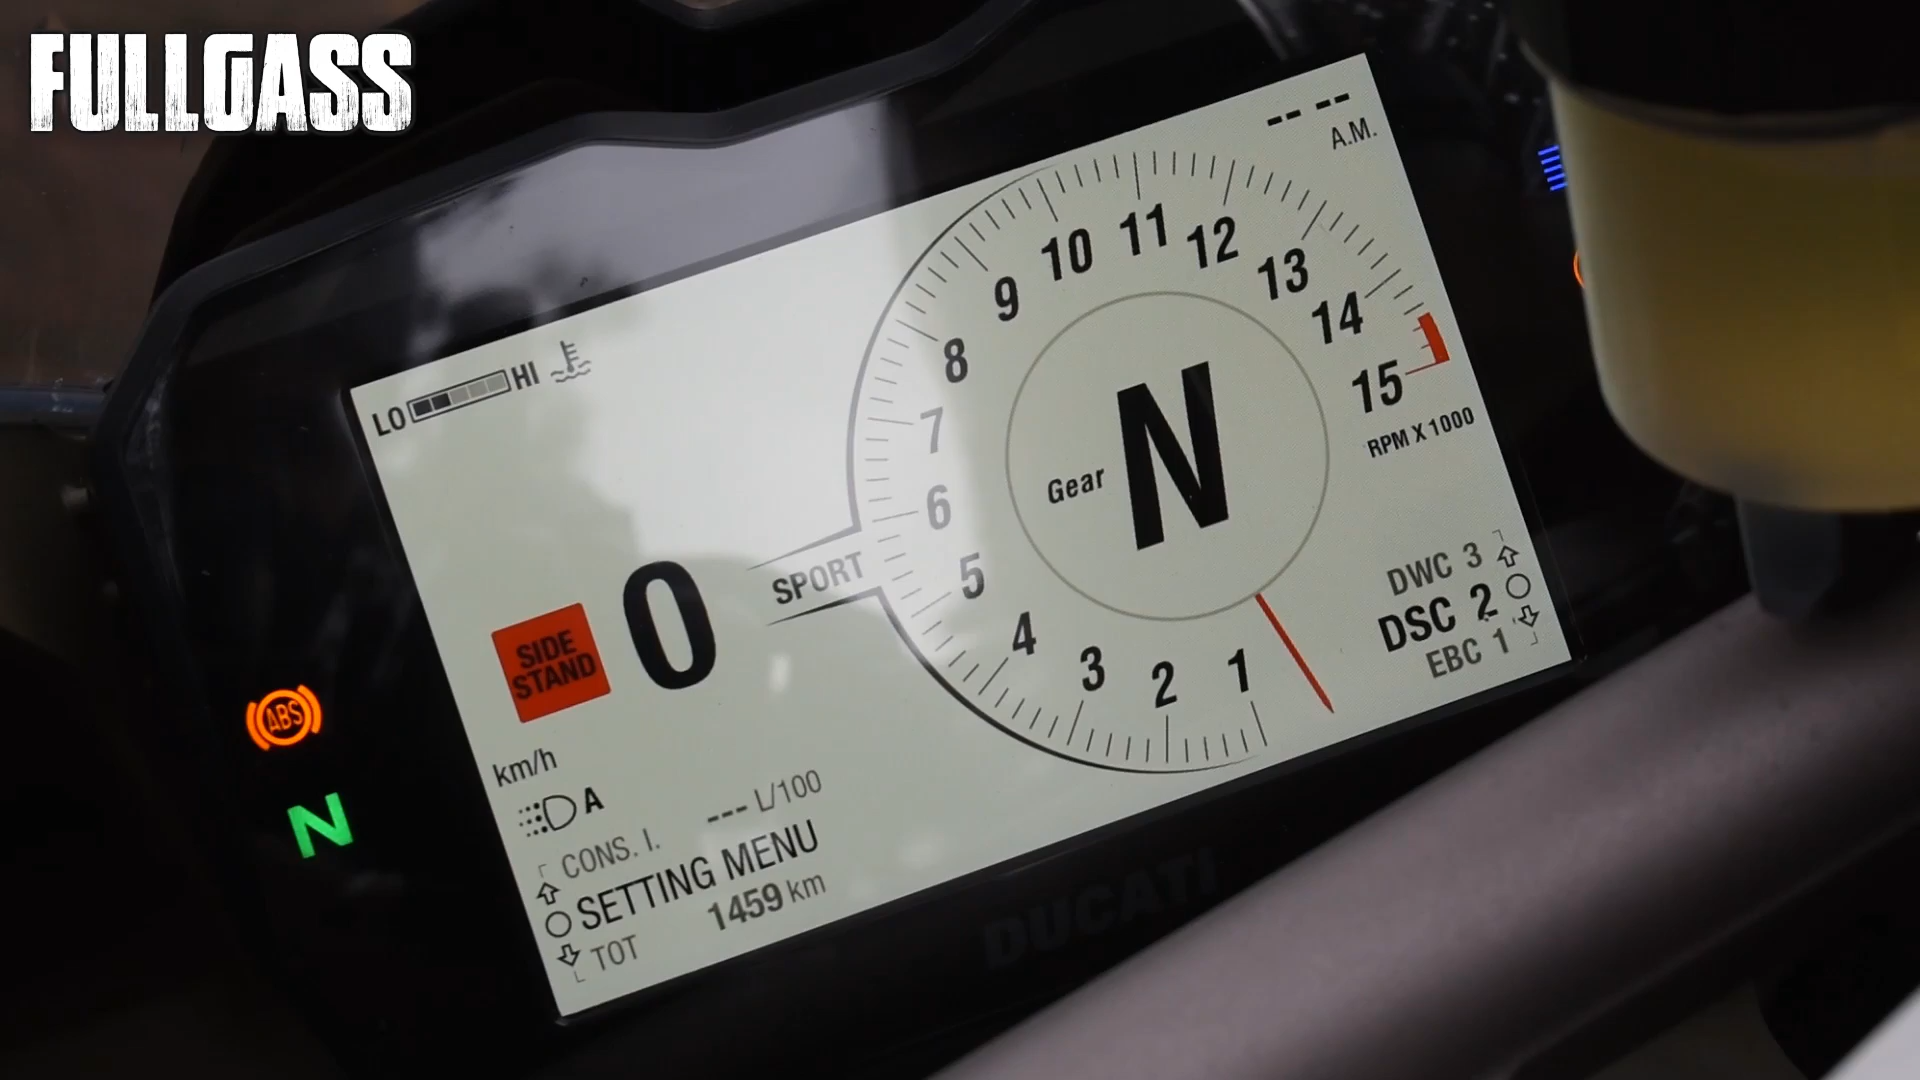 FULLGASS
-- --
A.M.
LO HI
10 11 12
9 13
8 14
7 15
RPM X 1000
6
5
4
3 2 1
Gear N
SPORT
SIDE
STAND
0
km/h
ABS
N
A
CONS. I. --- L/100
SETTING MENU
TOT 1459 km
DWC 3
DSC 2
EBC 1
DUCATI